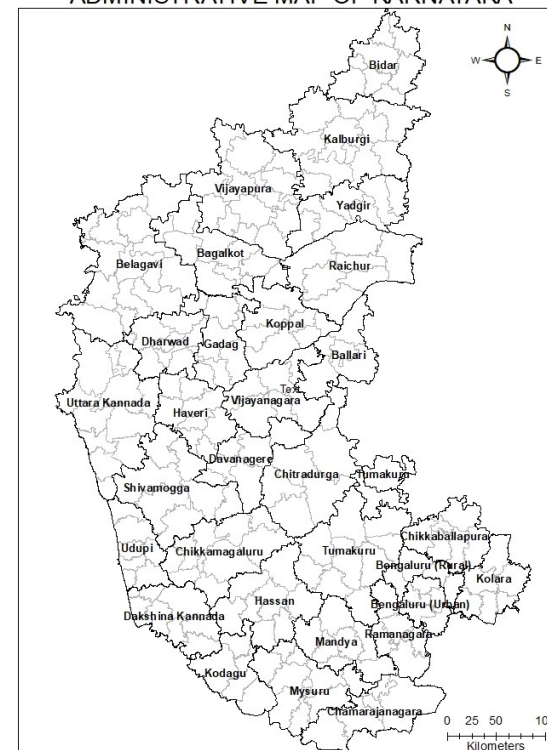 ADMINISTRATIVE MAP OF KARNATAKA
N
W E
S
Bidar
Kalburgi
Vijayapura
Yadgir
Bagalkot
Belagavi
Raichur
Koppal
Dharwad
Gadag
Ballari
Tex
Uttara Kannada
Vijayanagara
Haveri
Davanagere
Chitradurga
Tumakuru
Shivamogga
Chikkaballapura
Udupi
Chikkamagaluru
Tumakuru
Bengaluru (Rural)
Kolara
Hassan
Bengaluru (Urban)
Dakshina Kannada
Ramanagara
Mandya
Kodagu
Mysuru
Chamarajanagara
0 25 50 10
Kilometers